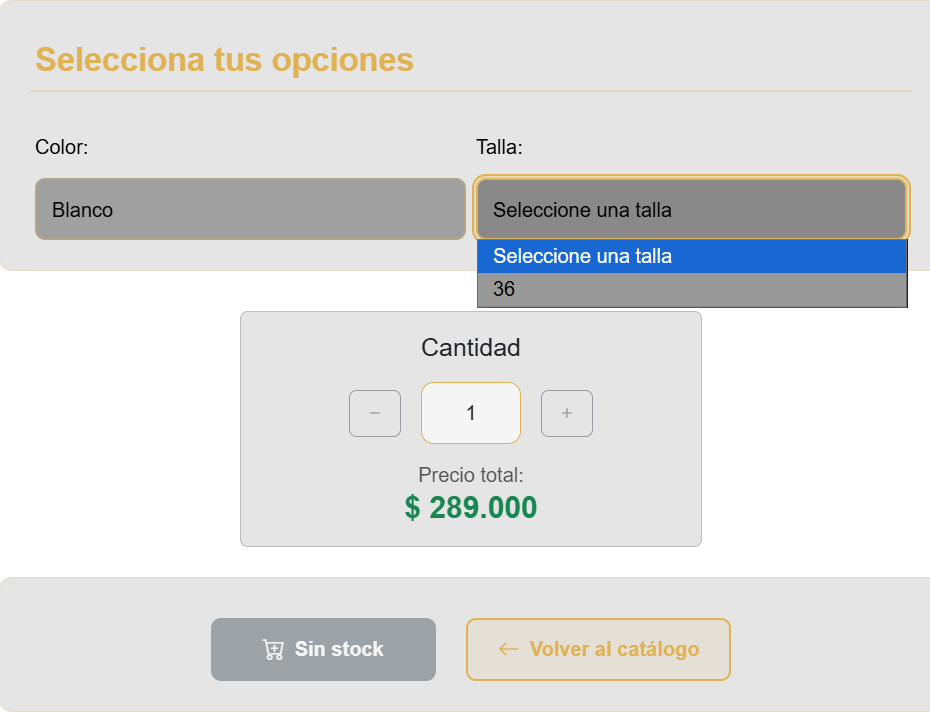 Selecciona tus opciones
Color:
Talla:
Blanco
Seleccione una talla
Seleccione una talla
36
Cantidad
−
1
+
Precio total:
$ 289.000
Sin stock
← Volver al catálogo